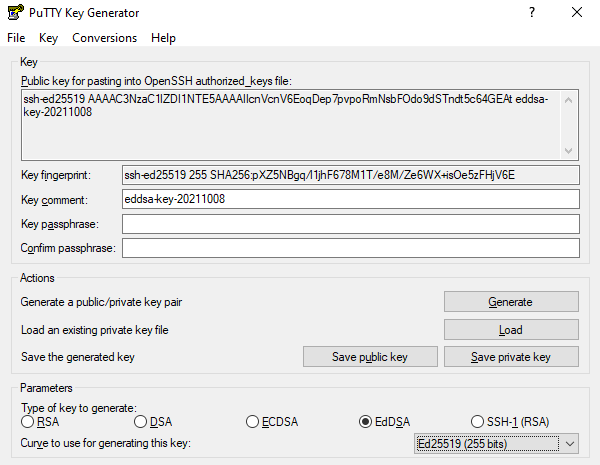 PuTTY Key Generator
File Key Conversions Help
Key
Public key for pasting into OpenSSH authorized_keys file:
ssh-ed25519 AAAAC3NzaC1lZDI1NTE5AAAAIIcnVcnV6EoqDep7pvpoRmNsbFOdo9dSTndt5c64GEAt eddsa-
key-20211008
Key fingerprint: ssh-ed25519 255 SHA256:pXZ5NBgq/I1jhF678M1T/e8M/Ze6WX+isOe5zFHjV6E
Key comment: eddsa-key-20211008
Key passphrase:
Confirm passphrase:
Actions
Generate a public/private key pair Generate
Load an existing private key file Load
Save the generated key Save public key Save private key
Parameters
Type of key to generate:
RSA DSA ECDSA EdDSA SSH-1 (RSA)
Curve to use for generating this key: Ed25519 (255 bits)